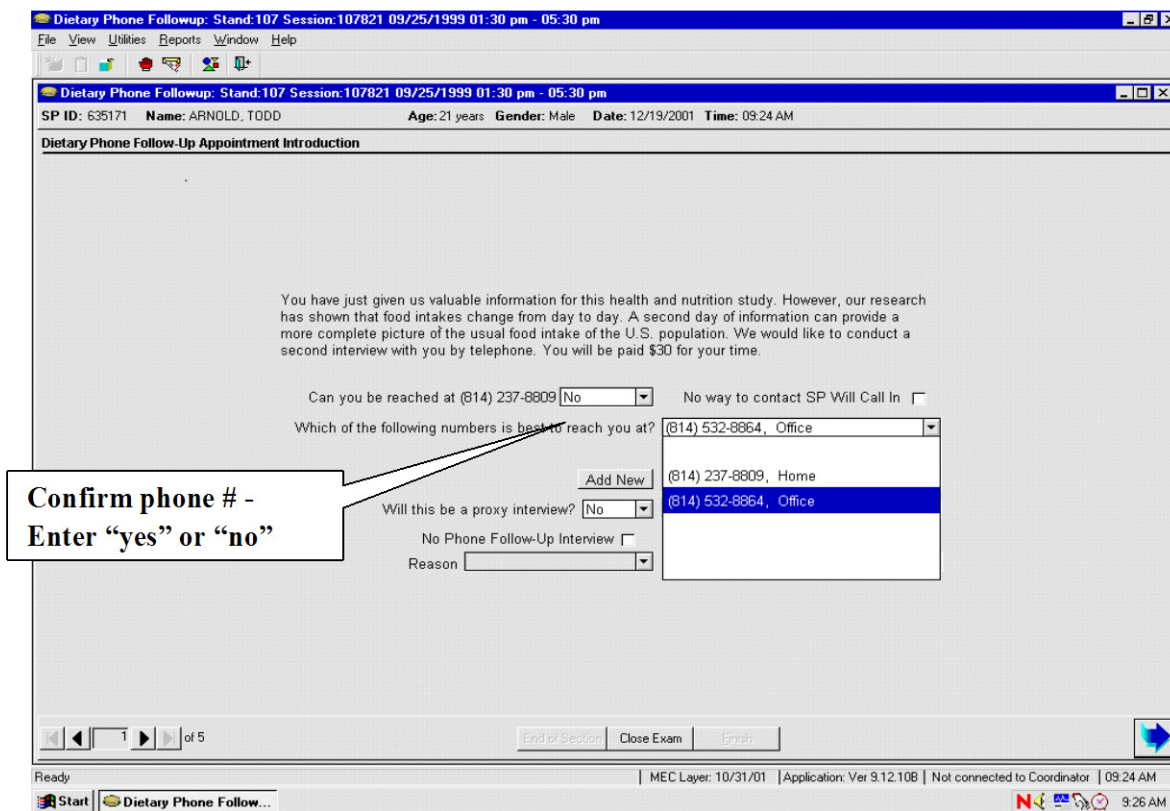 Dietary Phone Followup: Stand:107 Session:107821 09/25/1999 01:30 pm - 05:30 pm
File View Utilities Reports Window Help
Dietary Phone Followup: Stand:107 Session:107821 09/25/1999 01:30 pm - 05:30 pm
SP ID: 635171 Name: ARNOLD, TODD Age: 21 years Gender: Male Date: 12/19/2001 Time: 09:24 AM
Dietary Phone Follow-Up Appointment Introduction
You have just given us valuable information for this health and nutrition study. However, our research
has shown that food intakes change from day to day. A second day of information can provide a
more complete picture of the usual food intake of the U.S. population. We would like to conduct a
second interview with you by telephone. You will be paid $30 for your time.
Can you be reached at (814) 237-8809 No No way to contact SP Will Call In
Which of the following numbers is best to reach you at? (814) 532-8864, Office
Add New (814) 237-8809, Home
(814) 532-8864, Office
Confirm phone # -
Enter “yes” or “no”
Will this be a proxy interview? No
No Phone Follow-Up Interview
Reason
1 of 5 End of Section Close Exam Finish
Ready MEC Layer: 10/31/01 Application: Ver 9.12.10B Not connected to Coordinator 09:24 AM
Start Dietary Phone Follow... N 9:26 AM